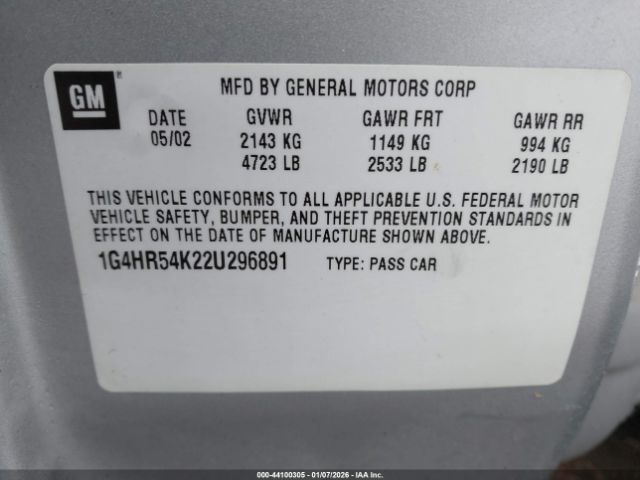 GM
MFD BY GENERAL MOTORS CORP
DATE GVWR GAWR FRT GAWR RR
05/02 2143 KG 1149 KG 994 KG
4723 LB 2533 LB 2190 LB
THIS VEHICLE CONFORMS TO ALL APPLICABLE U.S. FEDERAL MOTOR
VEHICLE SAFETY, BUMPER, AND THEFT PREVENTION STANDARDS IN
EFFECT ON THE DATE OF MANUFACTURE SHOWN ABOVE.
1G4HR54K22U296891 TYPE: PASS CAR
000-44100305 | 01/07/2026 | IAA Inc.